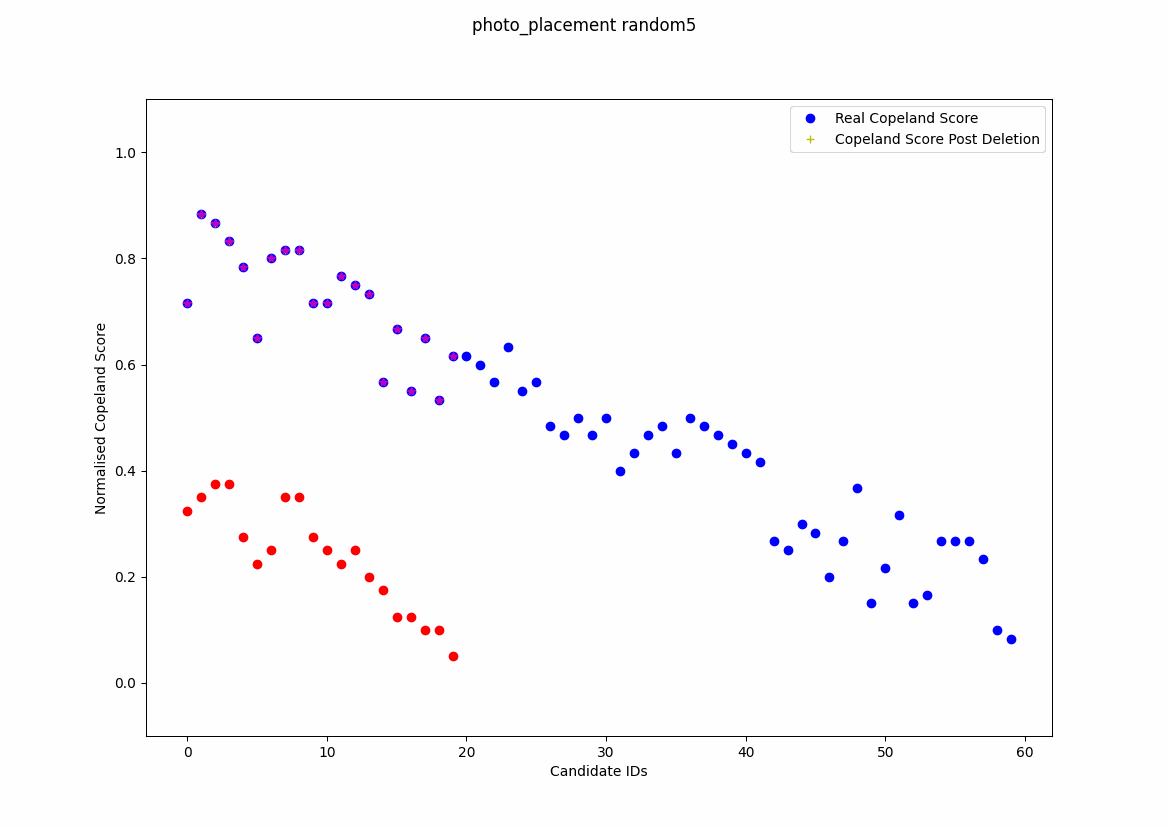 photo_placement random5
Real Copeland Score
Copeland Score Post Deletion
Normalised Copeland Score
1.0
0.8
0.6
0.4
0.2
0.0
0 10 20 30 40 50 60
Candidate IDs